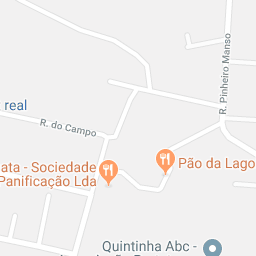 R. Pinheiro Manso
real
R. do Campo
ata - Sociedade
Panificação Lda
Pão da Lago
Quintinha Abc -